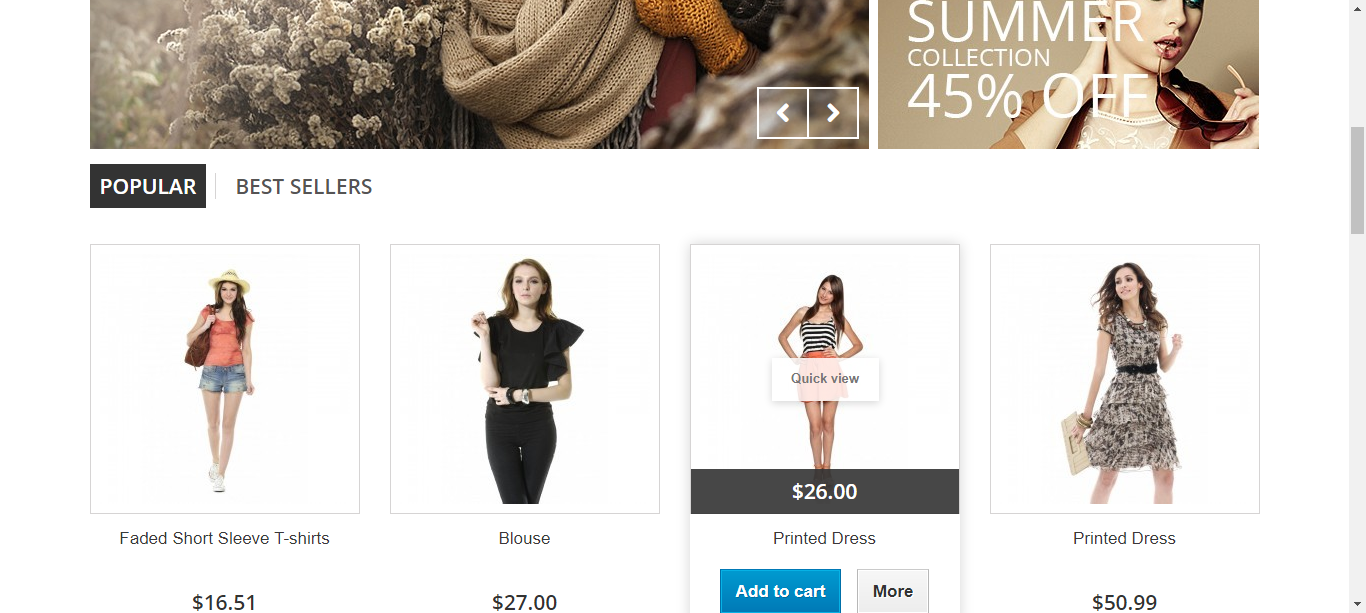 SUMMER
COLLECTION
45% OFF
POPULAR
BEST SELLERS
Quick view
$26.00
Faded Short Sleeve T-shirts
Blouse
Printed Dress
Printed Dress
Add to cart
More
$16.51
$27.00
$50.99